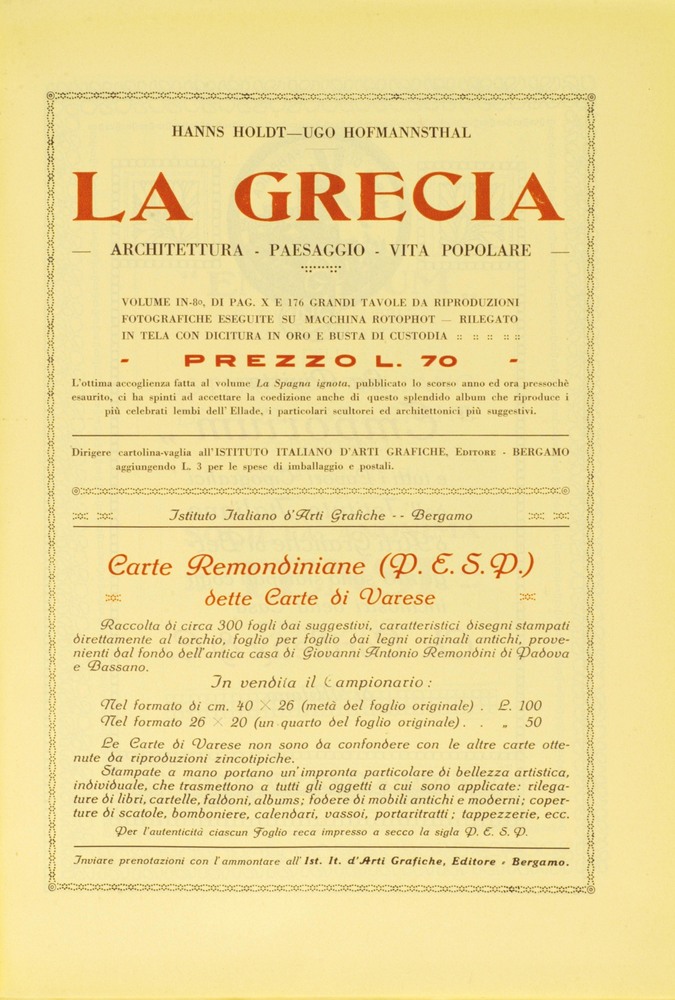 HANNS HOLDT—UGO HOFMANNSTHAL
LA GRECIA
— ARCHITETTURA - PAESAGGIO - VITA POPOLARE —
VOLUME IN-8º, DI PAG. X E 176 GRANDI TAVOLE DA RIPRODUZIONI
FOTOGRAFICHE ESEGUITE SU MACCHINA ROTOPHOT — RILEGATO
IN TELA CON DICITURA IN ORO E BUSTA DI CUSTODIA :: :: :: :: ::
- PREZZO L. 70 -
L'ottima accoglienza fatta al volume La Spagna ignota, pubblicato lo scorso anno ed ora pressochè
esaurito, ci ha spinti ad accettare la coedizione anche di questo splendido album che riproduce i
più celebrati lembi dell'Ellade, i particolari scultorei ed architettonici più suggestivi.
Dirigere cartolina-vaglia all'ISTITUTO ITALIANO D'ARTI GRAFICHE, EDITORE - BERGAMO
aggiungendo L. 3 per le spese di imballaggio e postali.
Istituto Italiano d'Arti Grafiche -- Bergamo
Carte Remondiniane (P. E. S. P.)
dette Carte di Varese
Raccolta di circa 300 fogli dai suggestivi, caratteristici disegni stampati
direttamente al torchio, foglio per foglio dai legni originali antichi, prove-
nienti dal fondo dell'antica casa di Giovanni Antonio Remondini di Padova
e Bassano.
In vendita il Campionario:
Nel formato di cm. 40 × 26 (metà del foglio originale) . L. 100
Nel formato 26 × 20 (un quarto del foglio originale) . . „ 50
Le Carte di Varese non sono da confondere con le altre carte otte-
nute da riproduzioni zincotipiche.
Stampate a mano portano un'impronta particolare di bellezza artistica,
individuale, che trasmettono a tutti gli oggetti a cui sono applicate: rilega-
ture di libri, cartelle, faldoni, albums; fodere di mobili antichi e moderni; coper-
ture di scatole, bomboniere, calendari, vassoi, portaritratti; tappezzerie, ecc.
Per l'autenticità ciascun Foglio reca impresso a secco la sigla P. E. S. P.
Inviare prenotazioni con l'ammontare all'Ist. It. d'Arti Grafiche, Editore - Bergamo.